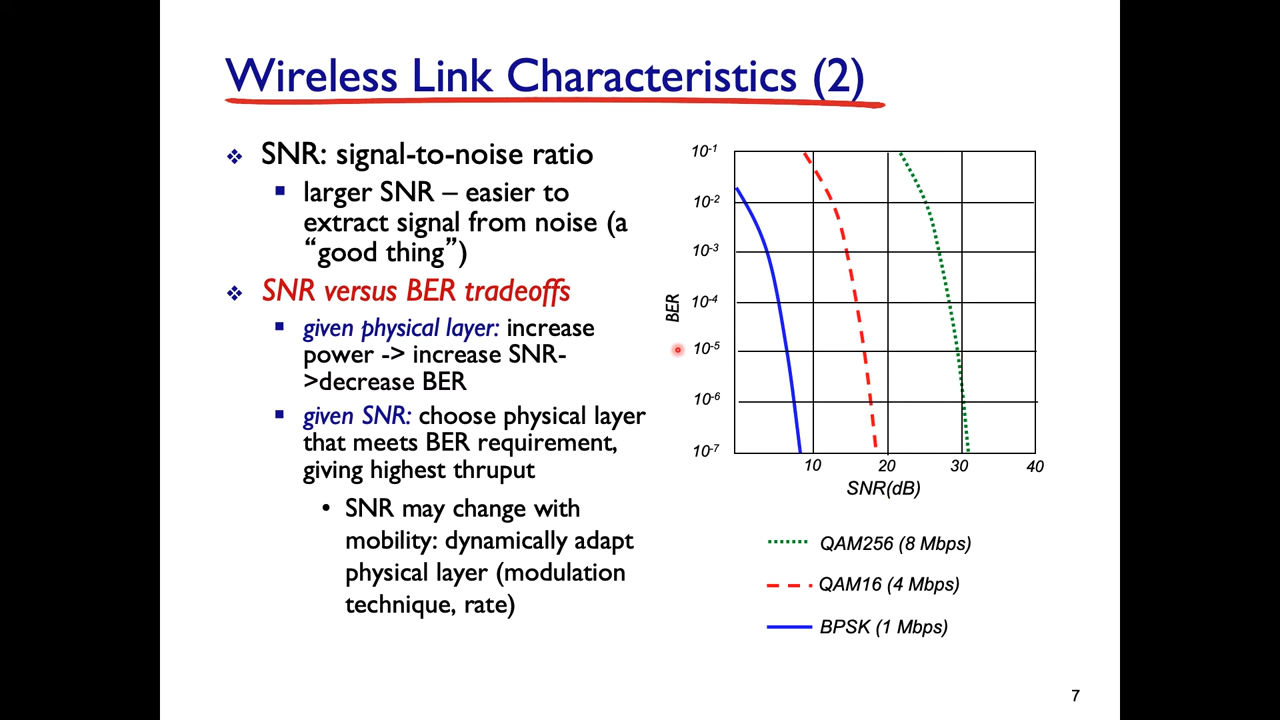 Wireless Link Characteristics (2)
❖ SNR: signal-to-noise ratio
▪ larger SNR – easier to
extract signal from noise (a
“good thing”)
❖ SNR versus BER tradeoffs
▪ given physical layer: increase
power -> increase SNR-
>decrease BER
▪ given SNR: choose physical layer
that meets BER requirement,
giving highest thruput
• SNR may change with
mobility: dynamically adapt
physical layer (modulation
technique, rate)
BER
10⁻¹
10⁻²
10⁻³
10⁻⁴
10⁻⁵
10⁻⁶
10⁻⁷
10 20 30 40
SNR(dB)
QAM256 (8 Mbps)
QAM16 (4 Mbps)
BPSK (1 Mbps)
7